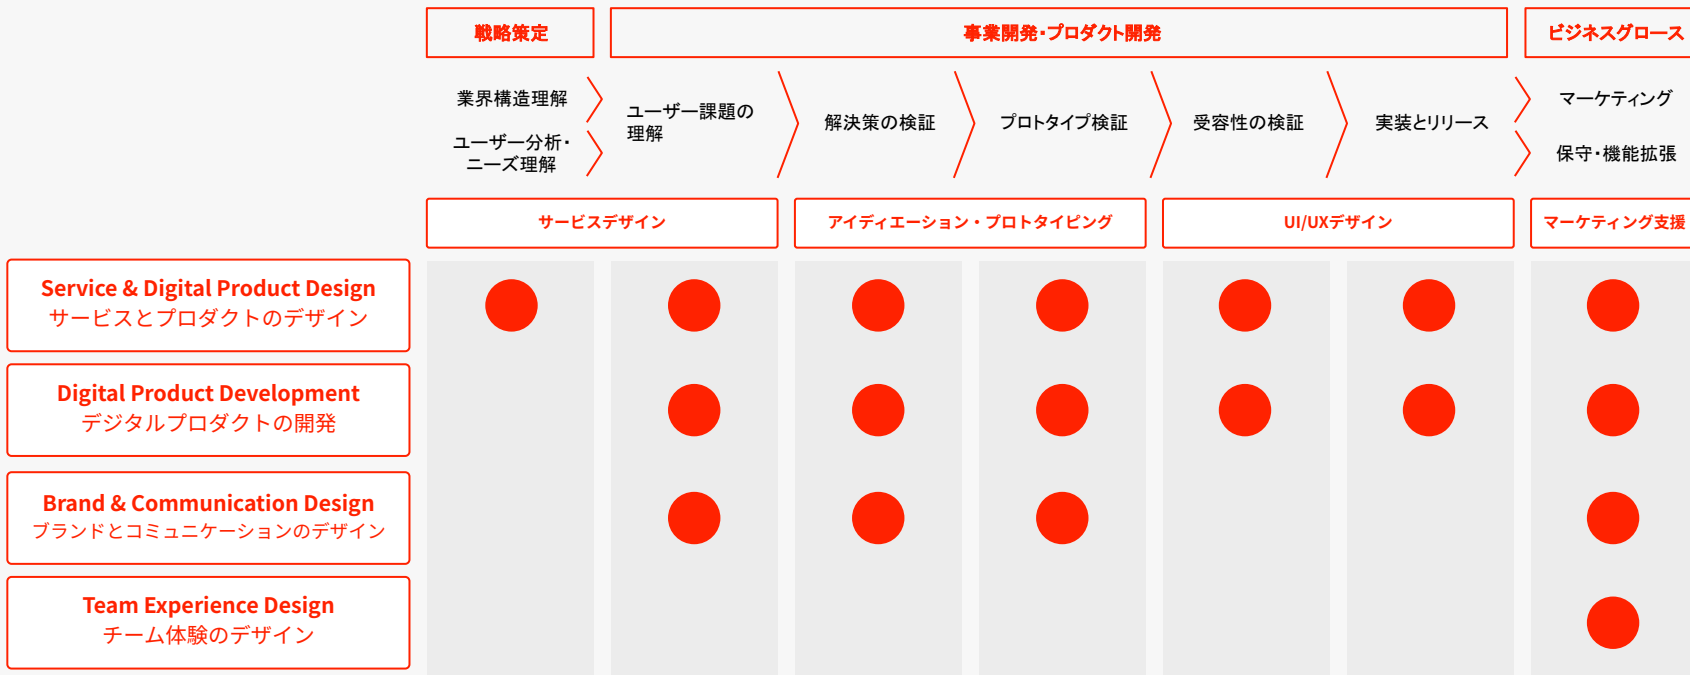 戦略策定
事業開発・プロダクト開発
ビジネスグロース
業界構造理解
ユーザー分析・
ニーズ理解
ユーザー課題の
理解
解決策の検証
プロトタイプ検証
受容性の検証
実装とリリース
マーケティング
保守・機能拡張
サービスデザイン
アイディエーション・プロトタイピング
UI/UXデザイン
マーケティング支援
Service & Digital Product Design
サービスとプロダクトのデザイン
Digital Product Development
デジタルプロダクトの開発
Brand & Communication Design
ブランドとコミュニケーションのデザイン
Team Experience Design
チーム体験のデザイン